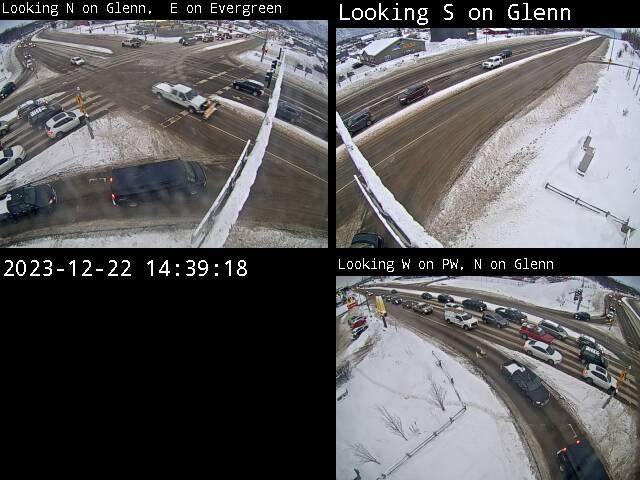 Looking N on Glenn, E on Evergreen
Looking S on Glenn
2023-12-22 14:39:18
Looking W on PW, N on Glenn